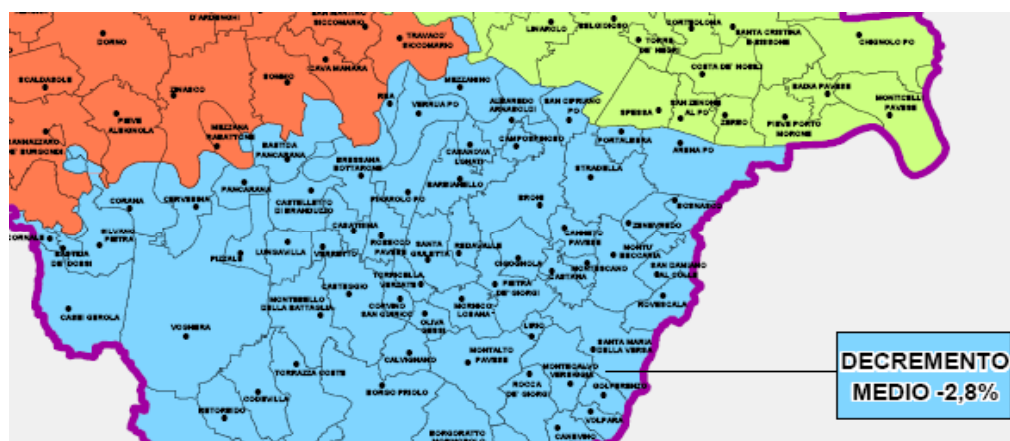 D'ARDENGHI
SAN MARTINO
SICCOMARIO
TRAVACO'
SICCOMARIO
LINAROLO
BELGIOIOSO
CORTEOLONA
SANTA CRISTINA
E BISSONE
CHIGNOLO PO
DORNO
TORRE
DE' NEGRI
CAVA MANARA
SCALDASOLE
ZINASCO
SOMMO
MEZZANINO
COSTA DE' NOBILI
BADIA PAVESE
MONTICELLI
PAVESE
REA
VERRUA PO
ALBAREDO
ARNABOLDI
SAN CIPRIANO
PO
SPESSA
SAN ZENONE
AL PO
ZERBO
PIEVE PORTO
MORONE
PIEVE
ALBIGNOLA
MEZZANA
RABATTONE
SANNAZZARO
DE' BURGONDI
BASTIDA
PANCARANA
CASANOVA
LONATI
CAMPOSPINOSO
PORTALBERA
ARENA PO
BRESSANA
BOTTARONE
STRADELLA
PANCARANA
BARBIANELLO
CORANA
CERVESINA
CASTELLETTO
DI BRANDUZZO
PINAROLO PO
BRONI
BOSNASCO
SILVANO
PIETRA
CORNALE
BASTIDA
DE' DOSSI
CASATISMA
ZENEVREDO
CANNETO
PAVESE
ROBECCO
PAVESE
SANTA
GIULETTA
REDAVALLE
PIZZALE
LUNGAVILLA
VERRETTO
MONTU'
BECCARIA
CIGOGNOLA
MONTESCANO
CASTANA
SAN DAMIANO
AL COLLE
TORRICELLA
VERZATE
PIETRA
DE' GIORGI
CASTEGGIO
MONTEBELLO
DELLA BATTAGLIA
CORVINO
SAN QUIRICO
MORNICO
LOSANA
ROVESCALA
CASEI GEROLA
OLIVA
GESSI
VOGHERA
LIRIO
SANTA MARIA
DELLA VERSA
CALVIGNANO
MONTALTO
PAVESE
DECREMENTO
MEDIO -2,8%
TORRAZZA COSTE
MONTECALVO
VERSIGGIA
ROCCA
DE' GIORGI
GOLFERENZO
BORGO PRIOLO
CODEVILLA
RETORBIDO
VOLPARA
CANEVINO
BORGORATTO